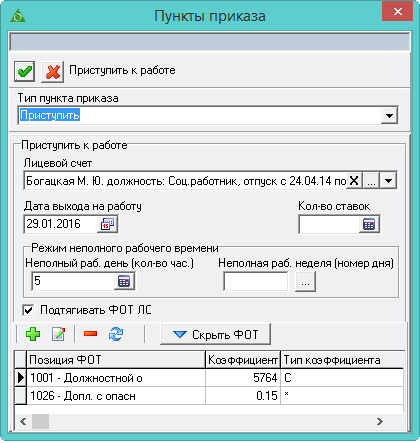 Пункты приказа
Приступить к работе
Тип пункта приказа
Приступить
Приступить к работе
Лицевой счет
Богацкая М. Ю. должность: Соц.работник, отпуск с 24.04.14 по
Дата выхода на работу Кол-во ставок
29.01.2016
Режим неполного рабочего времени
Неполный раб. день (кол-во час.) Неполная раб. неделя (номер дня)
5 ...
Подтягивать ФОТ ЛС
Скрыть ФОТ
Позиция ФОТ Коэффициент Тип коэффициента
1001 - Должностной о 5764 С
1026 - Допл. с опасн 0.15 *